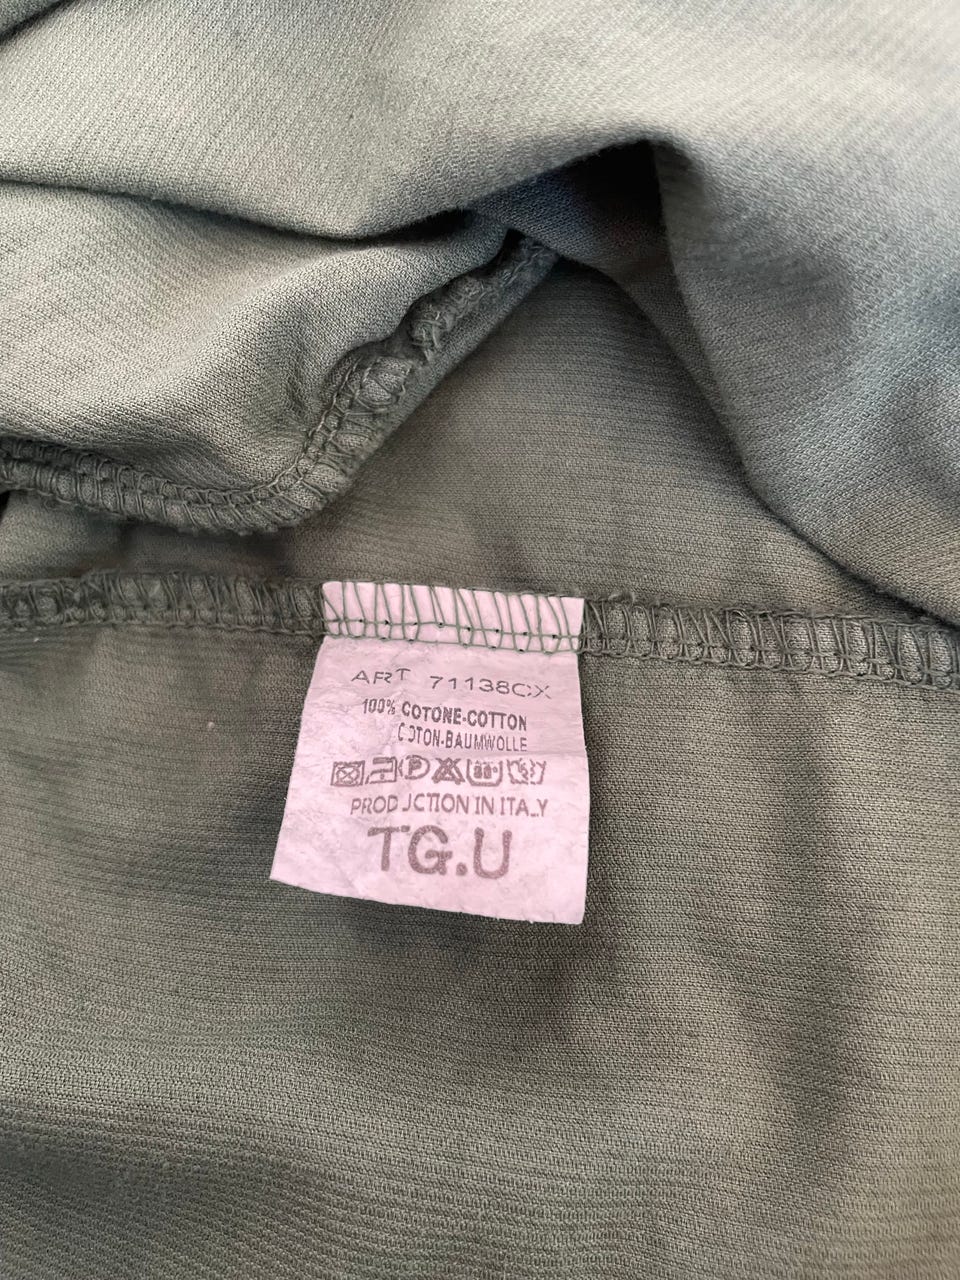 ART 71138CX
100% COTONE-COTTON
COTON-BAUMWOLLE
PRODUCTION IN ITALY
TG.U